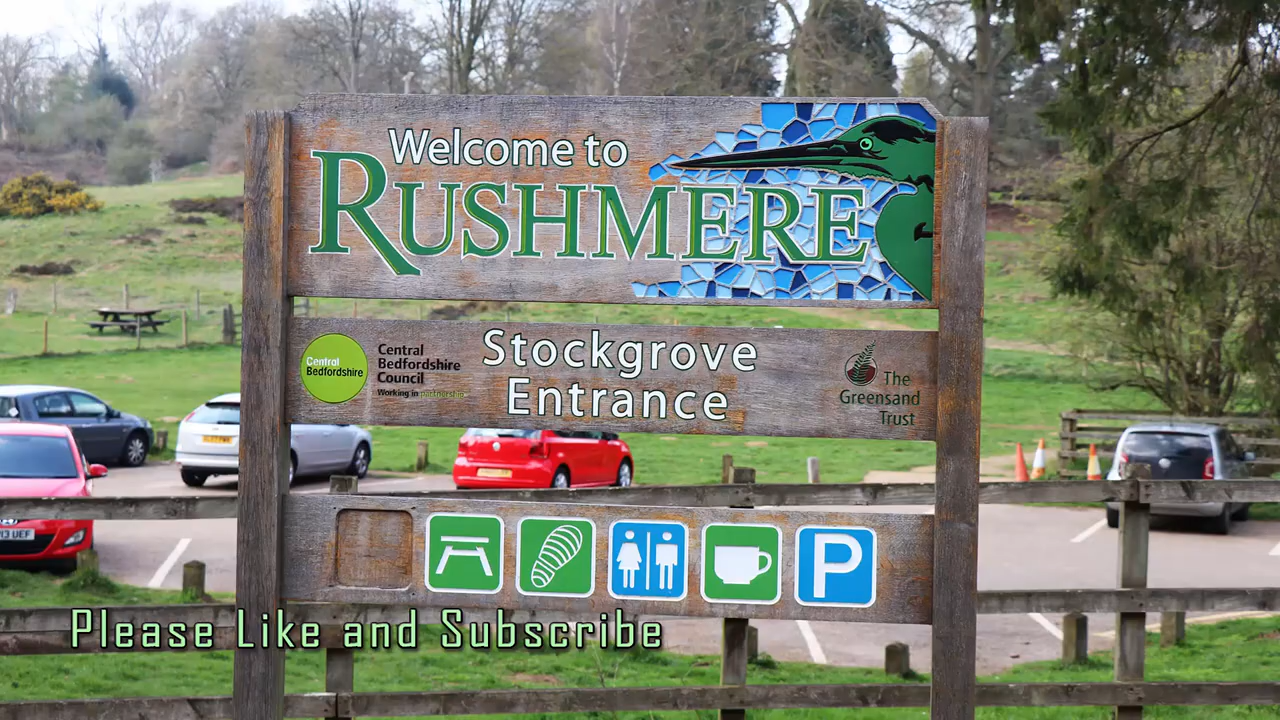 Welcome to
RUSHMERE
Central
Bedfordshire
Central
Bedfordshire
Council
Working in partnership
Stockgrove
Entrance
The
Greensand
Trust
P
Please Like and Subscribe